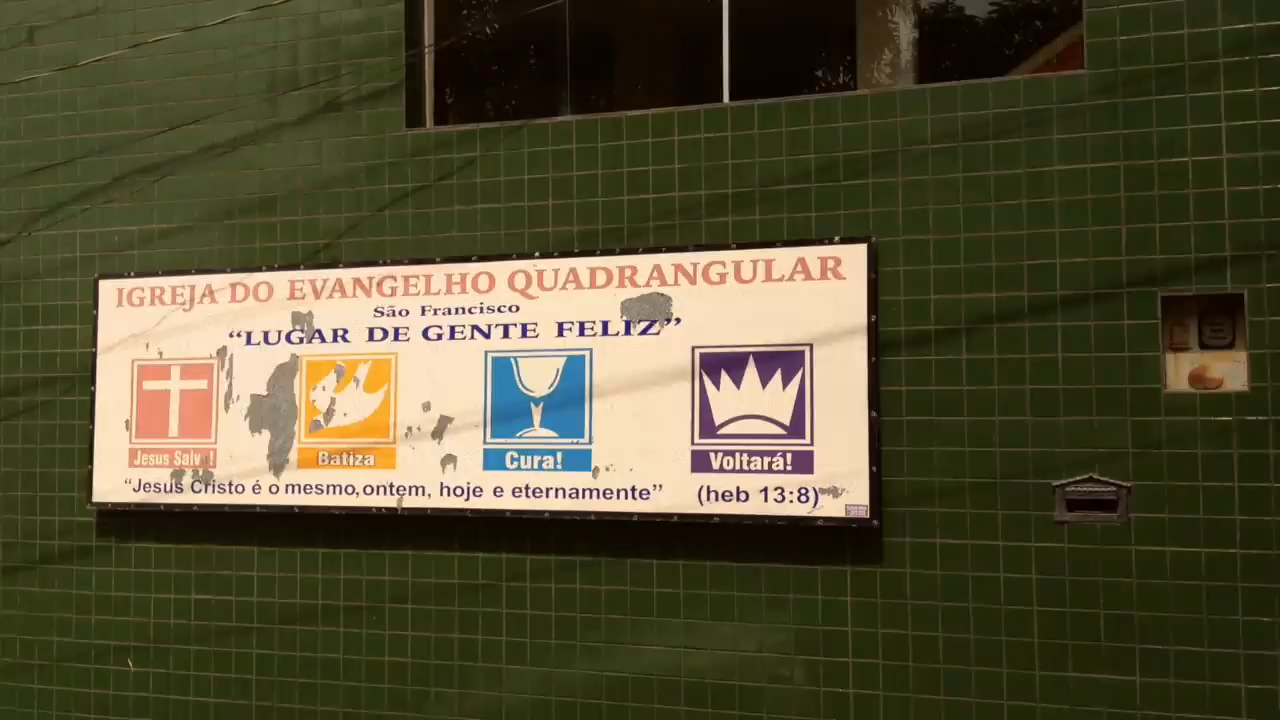 IGREJA DO EVANGELHO QUADRANGULAR
São Francisco
“LUGAR DE GENTE FELIZ”
Jesus Salva!
Batiza
Cura!
Voltará!
“Jesus Cristo é o mesmo, ontem, hoje e eternamente” (heb 13:8)